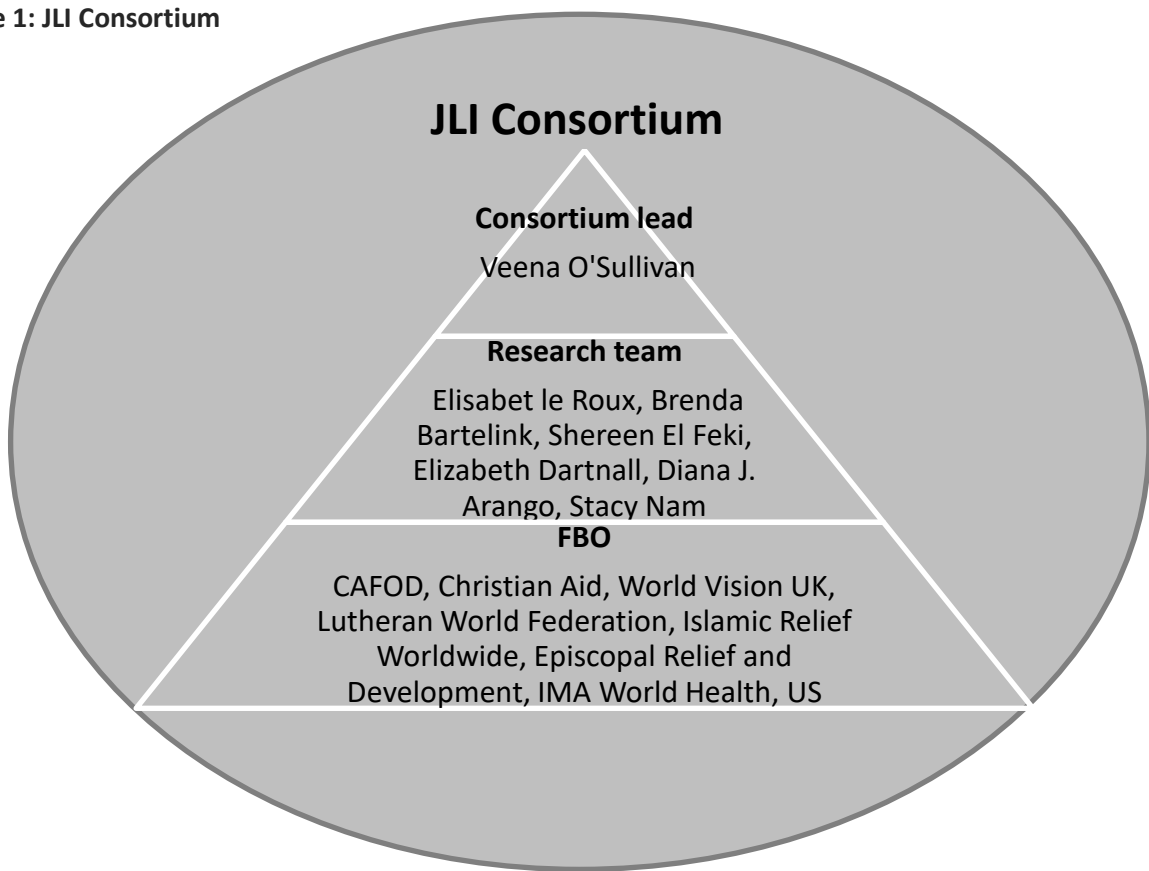 e 1: JLI Consortium
JLI Consortium
Consortium lead
Veena O'Sullivan
Research team
Elisabet le Roux, Brenda
Bartelink, Shereen El Feki,
Elizabeth Dartnall, Diana J.
Arango, Stacy Nam
FBO
CAFOD, Christian Aid, World Vision UK,
Lutheran World Federation, Islamic Relief
Worldwide, Episcopal Relief and
Development, IMA World Health, US